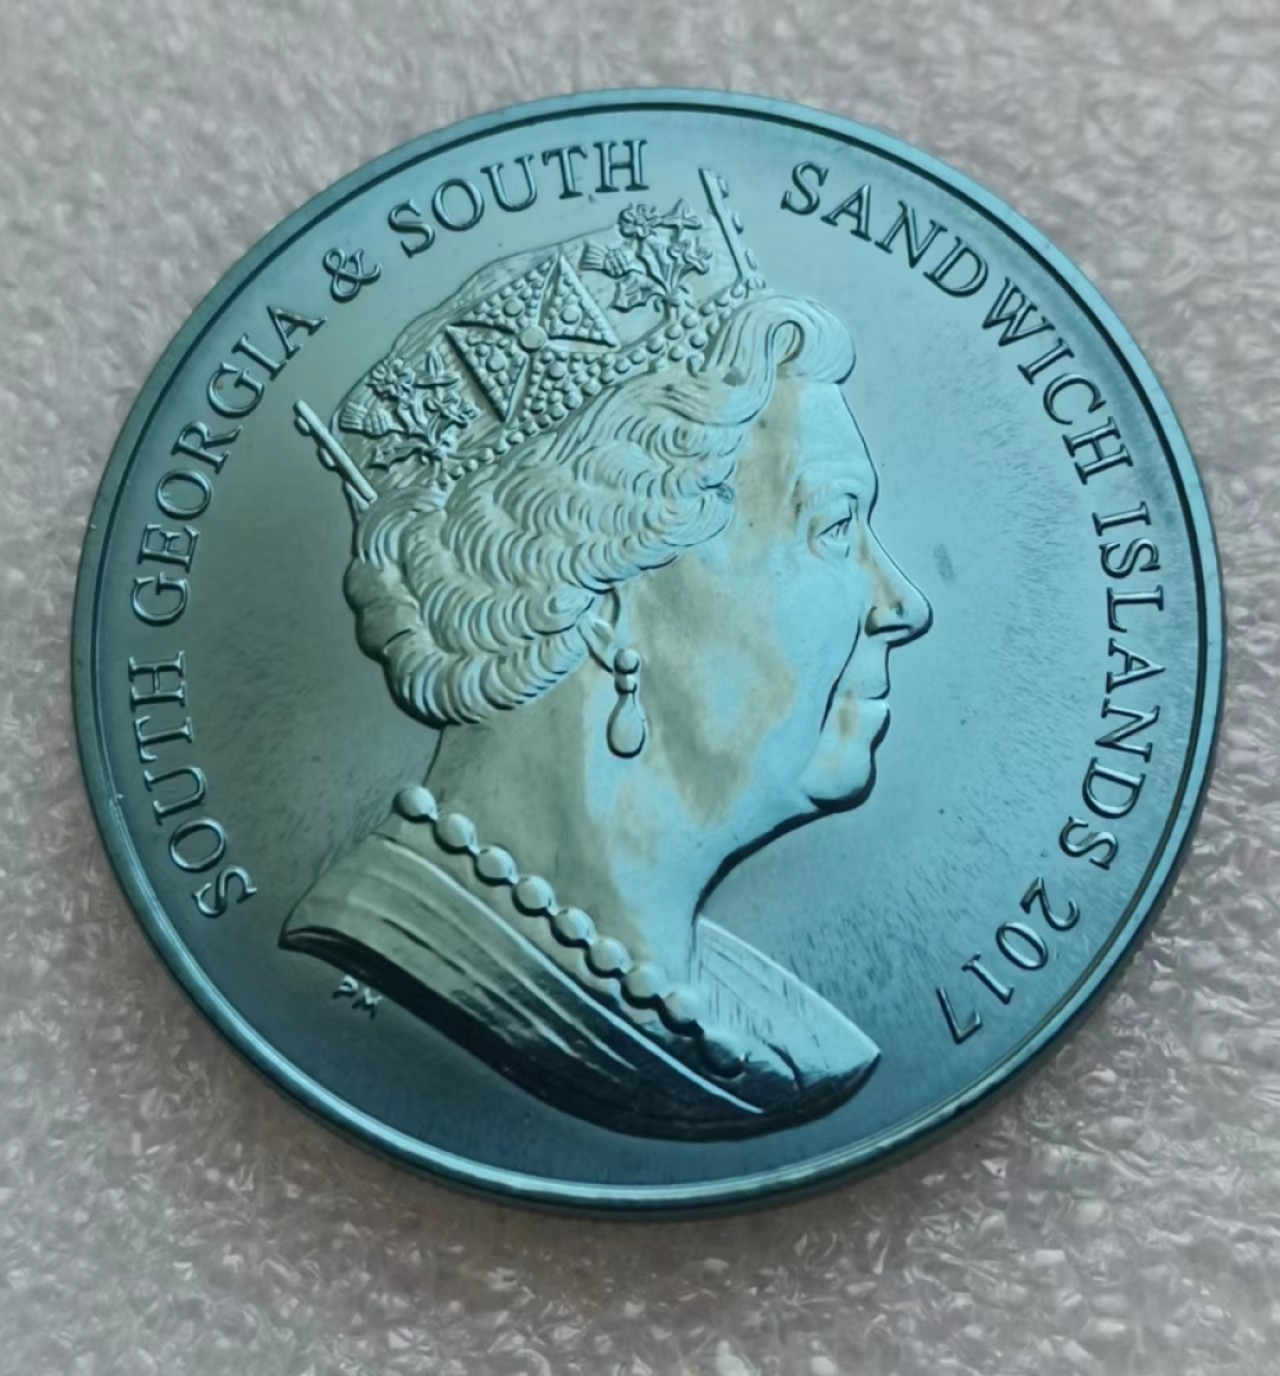 SOUTH GEORGIA & SOUTH SANDWICH ISLANDS 2017
PM